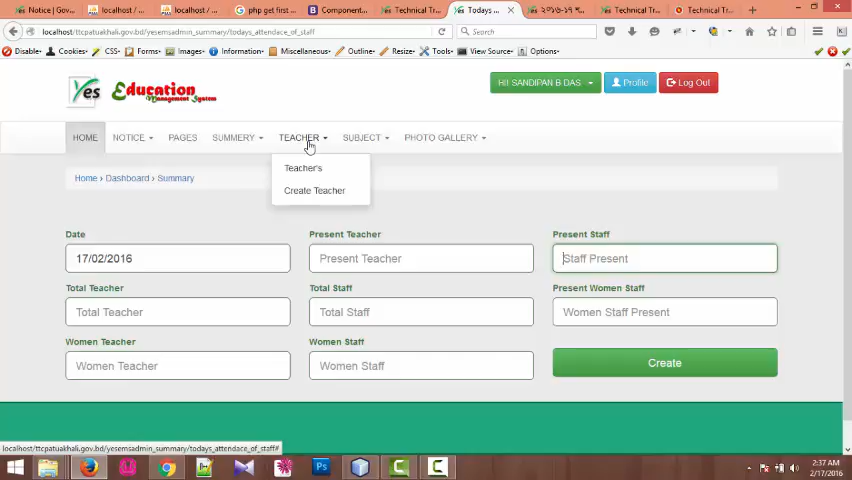 Notice | Gov...
localhost / ...
localhost / ...
php get first ...
Component...
Technical Tr...
Todays _attend...
Technical Tr...
Technical Tra...
localhost/ttcpatuakhali.gov.bd/yesemsadmin_summary/todays_attendace_of_staff
Search
Disable
Cookies
CSS
Forms
Images
Information
Miscellaneous
Outline
Resize
Tools
View Source
Options
Yes Education
Management System
HI! SANDIPAN B DAS
Profile
Log Out
HOME
NOTICE
PAGES
SUMMERY
TEACHER
SUBJECT
PHOTO GALLERY
Teacher's
Create Teacher
Home › Dashboard › Summary
Date
Present Teacher
Present Staff
17/02/2016
Present Teacher
Staff Present
Total Teacher
Total Staff
Present Women Staff
Total Teacher
Total Staff
Women Staff Present
Women Teacher
Women Staff
Women Teacher
Women Staff
Create
localhost/ttcpatuakhali.gov.bd/yesemsadmin_summary/todays_attendace_of_staff#
2:37 AM
2/17/2016